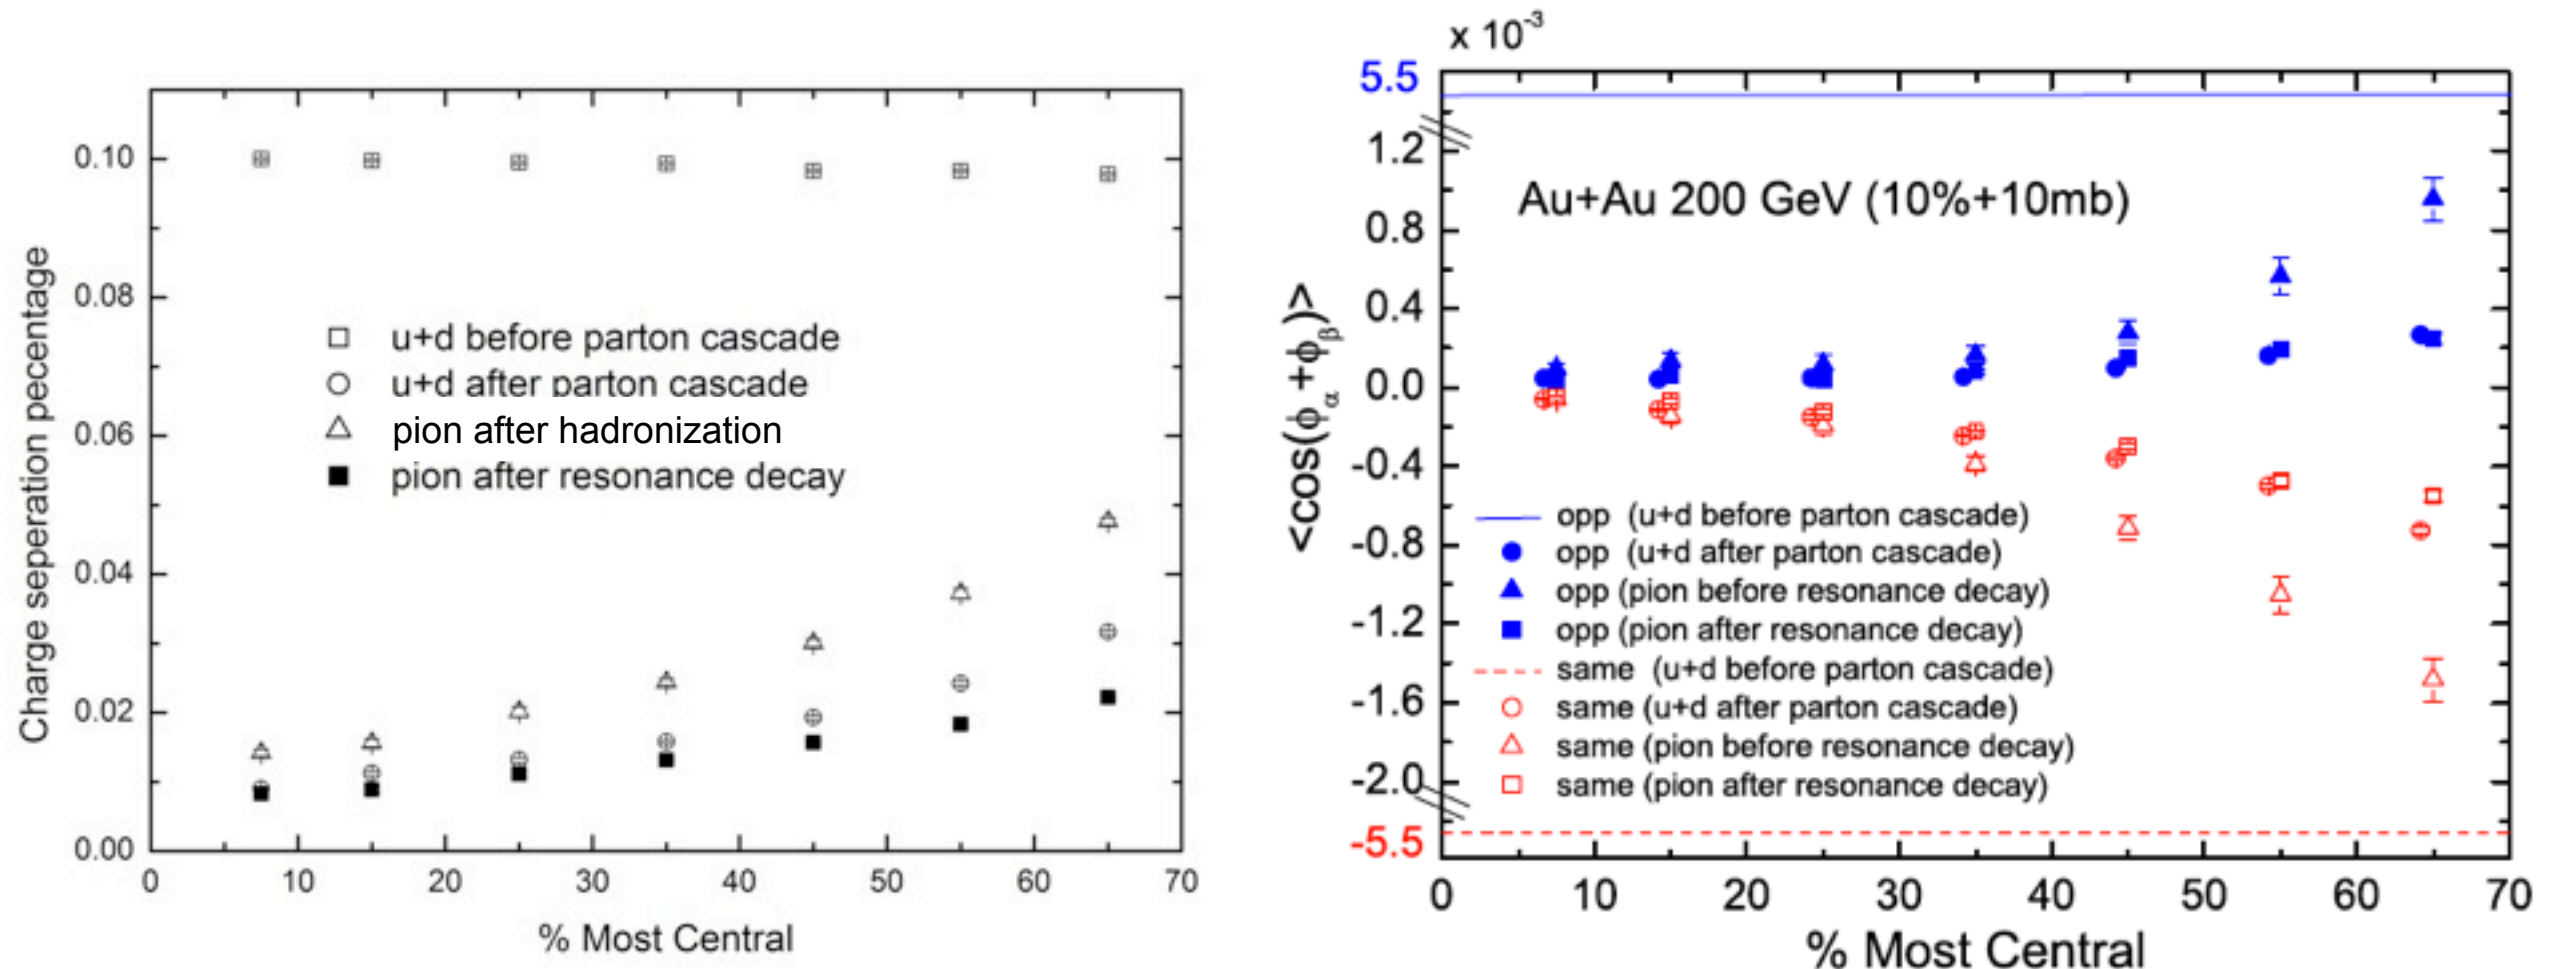 Charge seperation pecentage
0.10
0.08
0.06
0.04
0.02
0.00
□ u+d before parton cascade
○ u+d after parton cascade
△ pion after hadronization
■ pion after resonance decay
0 10 20 30 40 50 60 70
% Most Central
x 10⁻³
<cos(ϕα+ϕβ)>
5.5
1.2
0.8
0.4
0.0
-0.4
-0.8
-1.2
-1.6
-2.0
-5.5
Au+Au 200 GeV (10%+10mb)
opp (u+d before parton cascade)
opp (u+d after parton cascade)
opp (pion before resonance decay)
opp (pion after resonance decay)
same (u+d before parton cascade)
same (u+d after parton cascade)
same (pion before resonance decay)
same (pion after resonance decay)
0 10 20 30 40 50 60 70
% Most Central